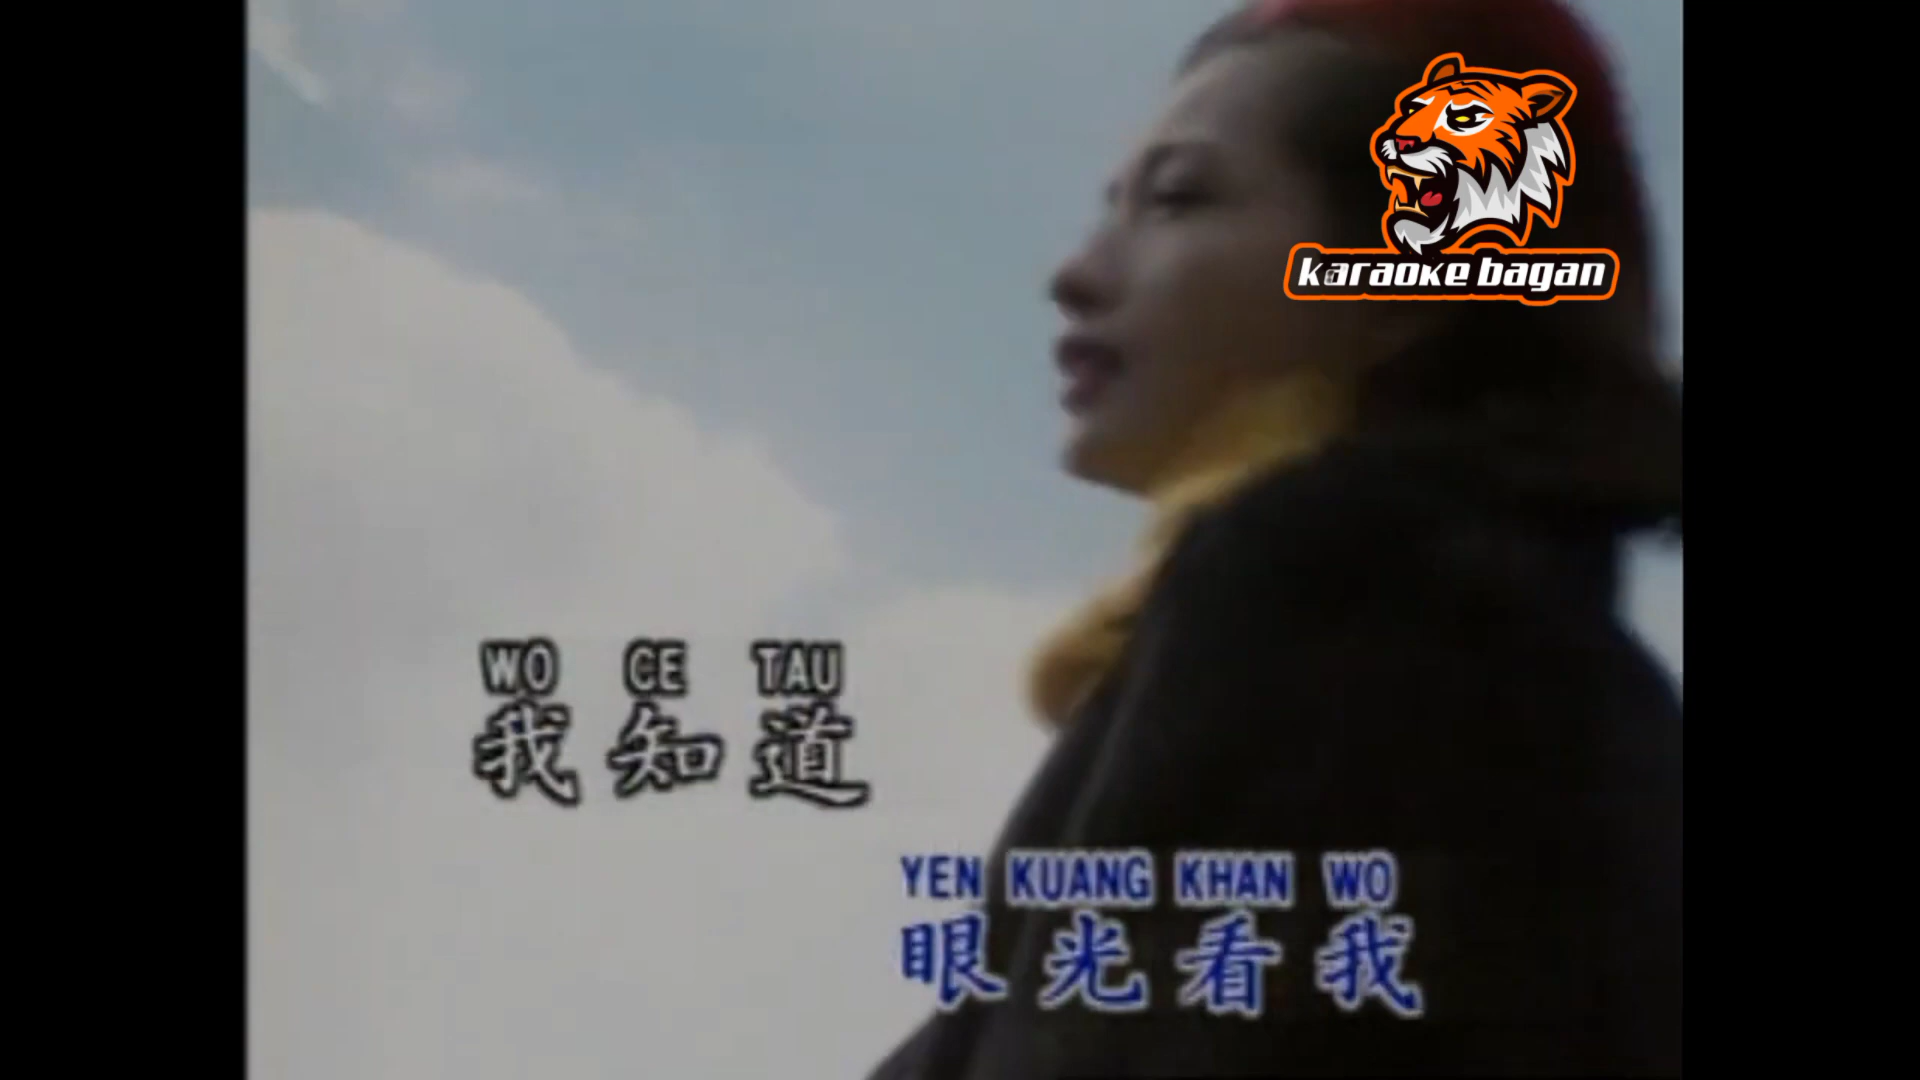 karaoke bagan
WO CE TAU
我知道
YEN KUANG KHAN WO
眼光看我